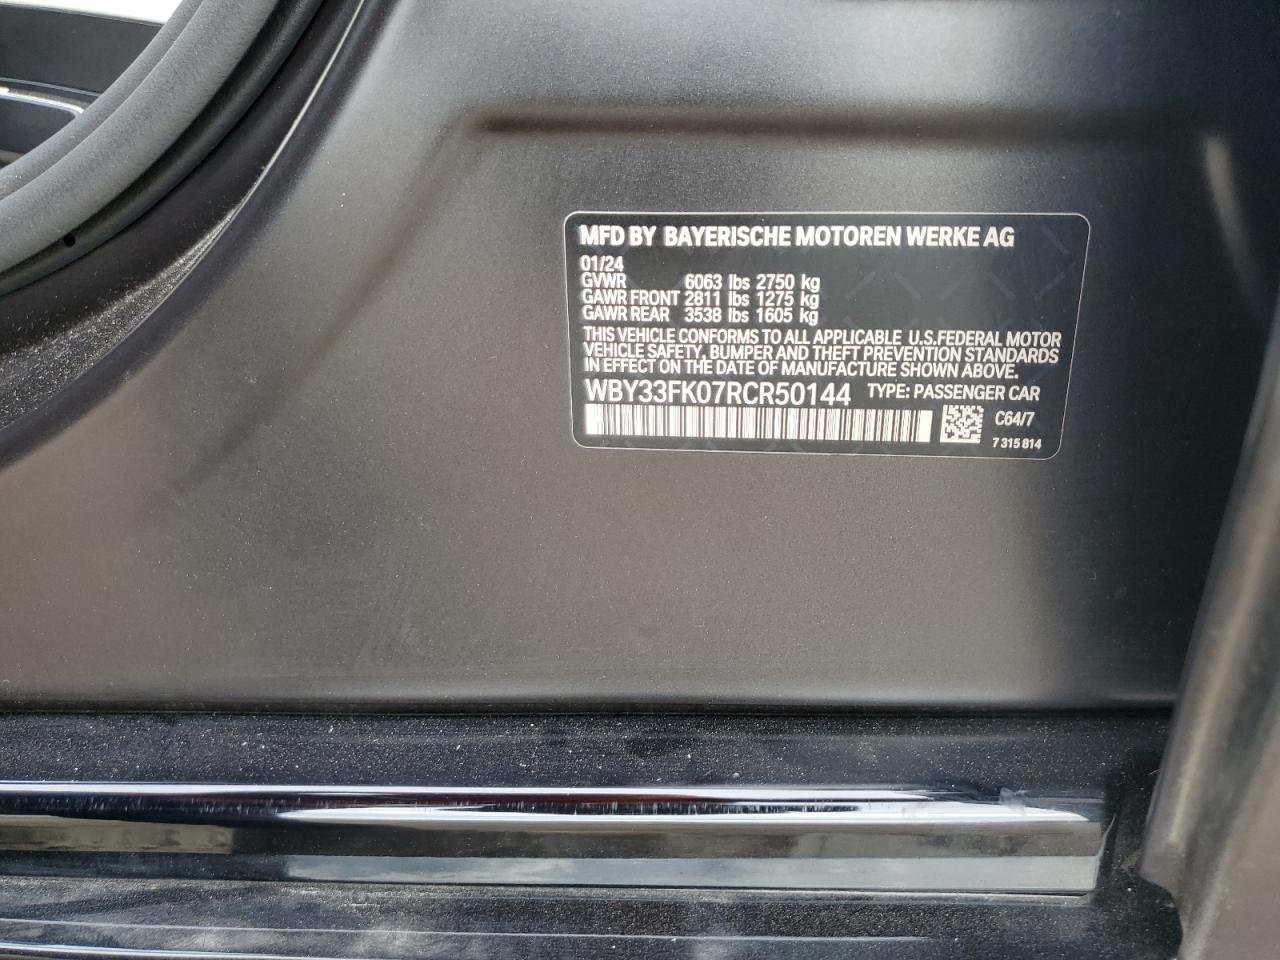 MFD BY BAYERISCHE MOTOREN WERKE AG
01/24
GVWR 6063 lbs 2750 kg
GAWR FRONT 2811 lbs 1275 kg
GAWR REAR 3538 lbs 1605 kg
THIS VEHICLE CONFORMS TO ALL APPLICABLE U.S.FEDERAL MOTOR
VEHICLE SAFETY, BUMPER AND THEFT PREVENTION STANDARDS
IN EFFECT ON THE DATE OF MANUFACTURE SHOWN ABOVE.
WBY33FK07RCR50144 TYPE: PASSENGER CAR
C64/7
7 315 814